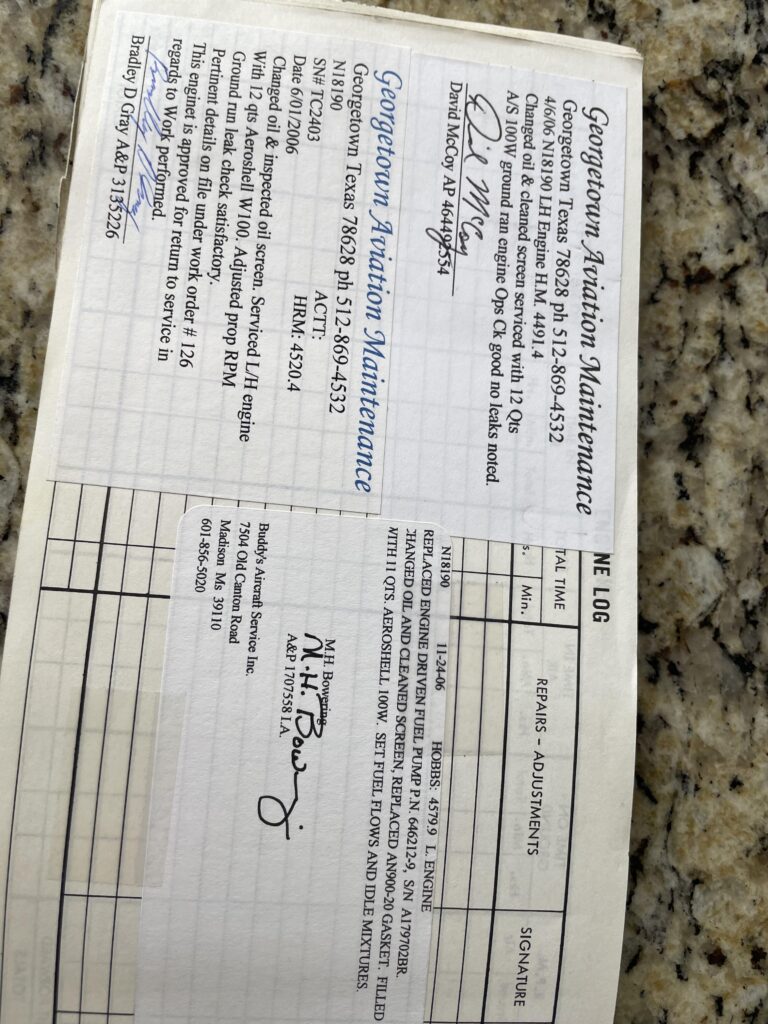 Georgetown Aviation Maintenance
Georgetown Texas 78628 ph 512-869-4532
4/6/06 N18190 LH Engine H.M. 4491.4
Changed oil & cleaned screen serviced with 12 Qts
A/S 100W ground ran engine Ops Ck good no leaks noted.
David McCoy AP 464492554
Georgetown Aviation Maintenance
Georgetown Texas 78628 ph 512-869-4532
N18190
SN# TC2403 ACTT:
Date 6/01/2006 HRM: 4520.4
Changed oil & inspected oil screen. Serviced L/H engine
With 12 qts Aeroshell W100. Adjusted prop RPM
Ground run leak check satisfactory.
Pertinent details on file under work order # 126
This enginet is approved for return to service in
regards to Work performed.
Bradley D Gray A&P 3135226
NE LOG
TAL TIME
s. Min.
REPAIRS - ADJUSTMENTS
SIGNATURE
N18190 11-24-06 HOBBS: 4579.9 L. ENGINE
REPLACED ENGINE DRIVEN FUEL PUMP P.N. 646212-9, S/N A179702BR.
CHANGED OIL AND CLEANED SCREEN, REPLACED AN900-20 GASKET. FILLED
WITH 11 QTS. AEROSHELL 100W. SET FUEL FLOWS AND IDLE MIXTURES.
M.H. Bowering
M.H. Bowering
A&P 1707558 I.A.
Buddy's Aircraft Service Inc.
7504 Old Canton Road
Madison Ms 39110
601-856-5020